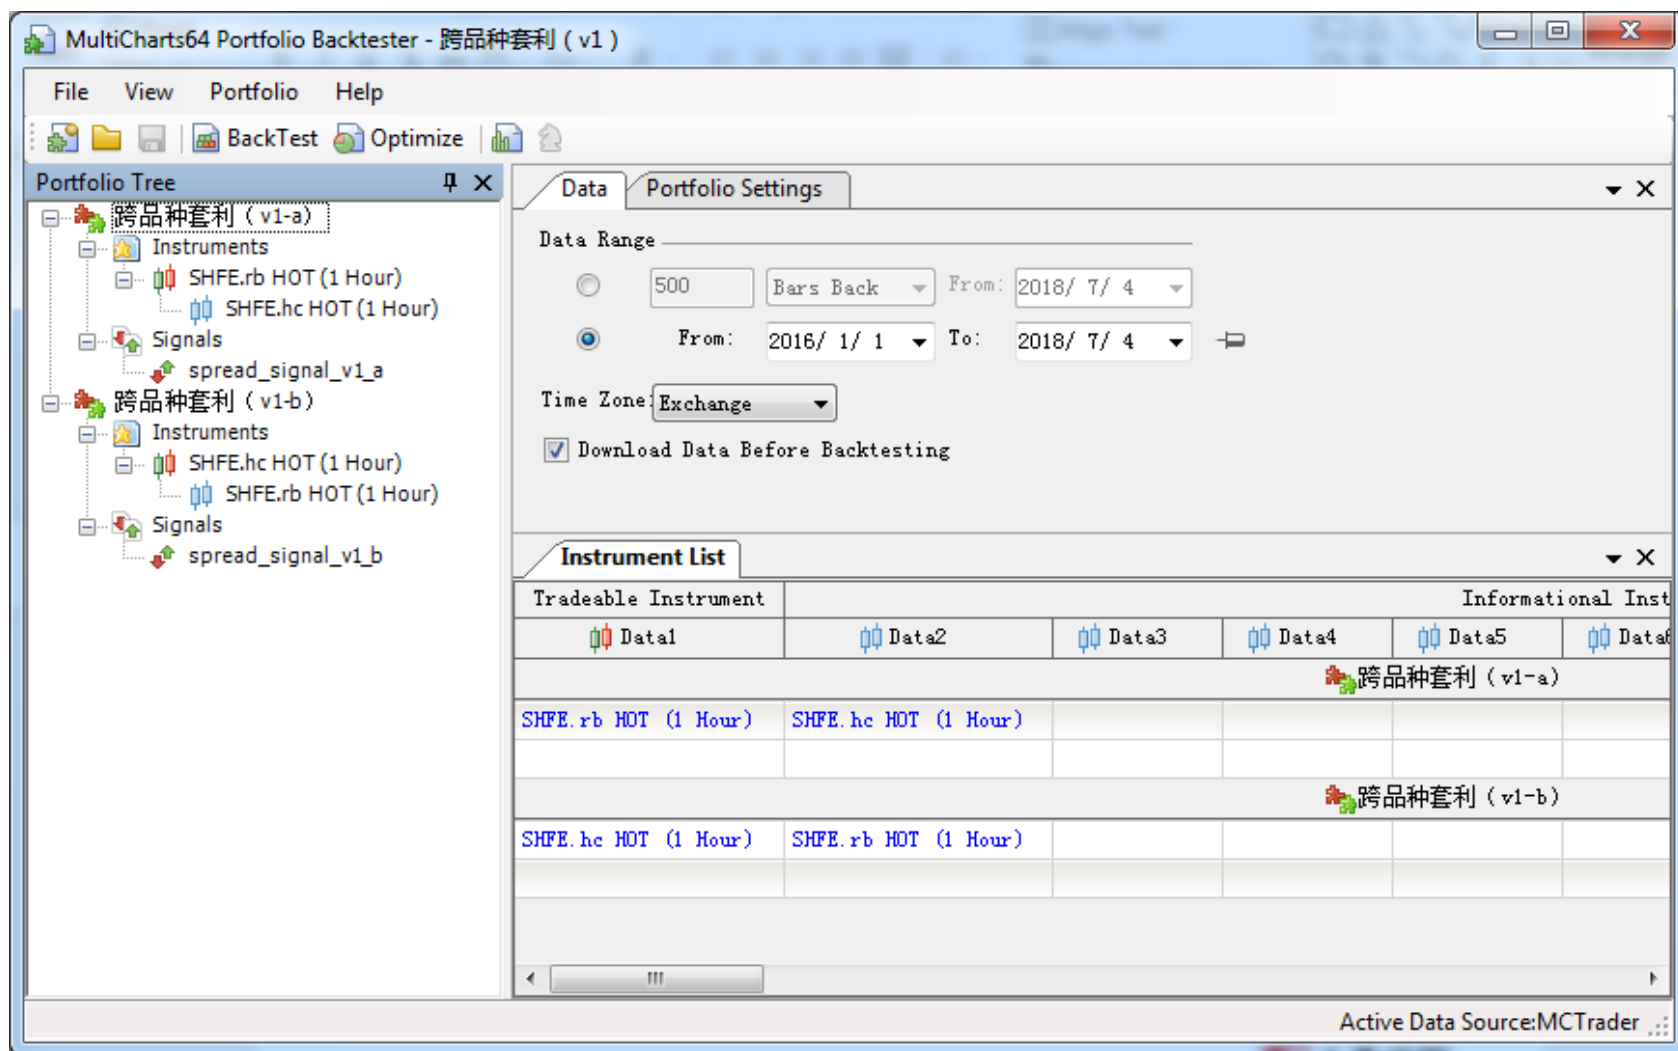 MultiCharts64 Portfolio Backtester - 跨品种套利（v1）
File View Portfolio Help
BackTest Optimize
Portfolio Tree
跨品种套利（v1-a）
Instruments
SHFE.rb HOT (1 Hour)
SHFE.hc HOT (1 Hour)
Signals
spread_signal_v1_a
跨品种套利（v1-b）
Instruments
SHFE.hc HOT (1 Hour)
SHFE.rb HOT (1 Hour)
Signals
spread_signal_v1_b
Data Portfolio Settings
Data Range
500 Bars Back From: 2018/ 7/ 4
From: 2016/ 1/ 1 To: 2018/ 7/ 4
Time Zone: Exchange
Download Data Before Backtesting
Instrument List
Tradeable Instrument Informational Inst
Data1 Data2 Data3 Data4 Data5 Data6
跨品种套利（v1-a）
SHFE.rb HOT (1 Hour) SHFE.hc HOT (1 Hour)
跨品种套利（v1-b）
SHFE.hc HOT (1 Hour) SHFE.rb HOT (1 Hour)
Active Data Source:MCTrader